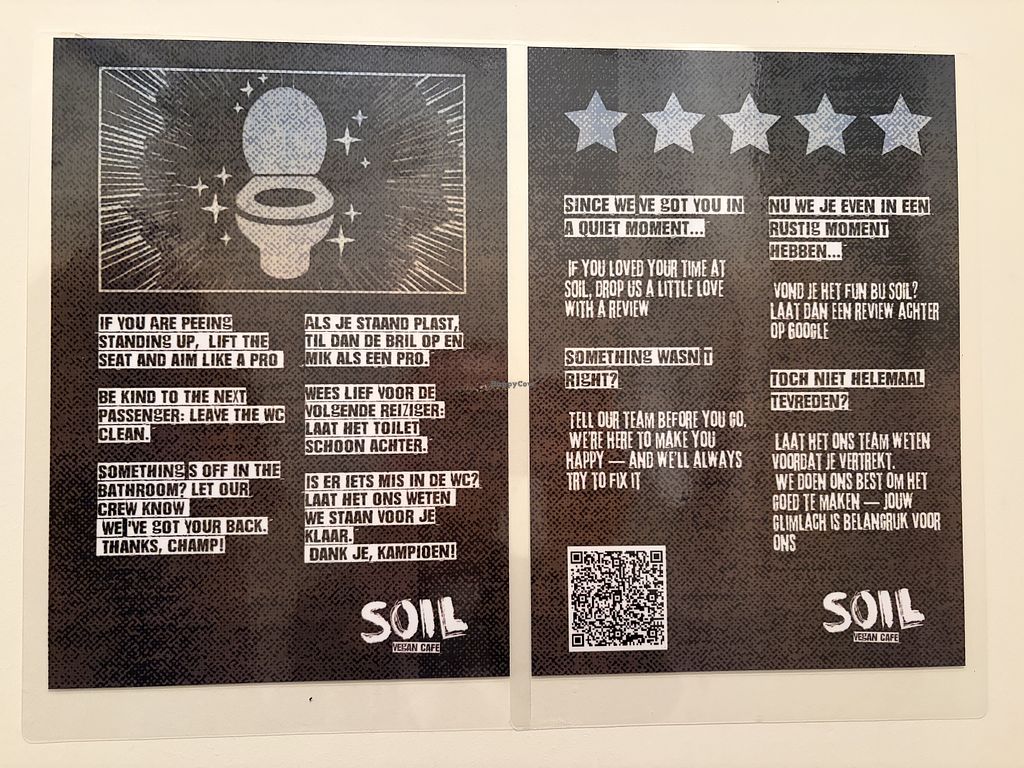 IF YOU ARE PEEING
STANDING UP, LIFT THE
SEAT AND AIM LIKE A PRO
BE KIND TO THE NEXT
PASSENGER: LEAVE THE WC
CLEAN.
SOMETHING'S OFF IN THE
BATHROOM? LET OUR
CREW KNOW
WE'VE GOT YOUR BACK.
THANKS, CHAMP!
ALS JE STAAND PLAST,
TIL DAN DE BRIL OP EN
MIK ALS EEN PRO.
WEES LIEF VOOR DE
VOLGENDE REIZIGER:
LAAT HET TOILET
SCHOON ACHTER.
IS ER IETS MIS IN DE WC?
LAAT HET ONS WETEN
WE STAAN VOOR JE
KLAAR.
DANK JE, KAMPIOEN!
SOIL
VEGAN CAFE
SINCE WE'VE GOT YOU IN
A QUIET MOMENT...
IF YOU LOVED YOUR TIME AT
SOIL, DROP US A LITTLE LOVE
WITH A REVIEW
SOMETHING WASN'T
RIGHT?
TELL OUR TEAM BEFORE YOU GO.
WE'RE HERE TO MAKE YOU
HAPPY — AND WE'LL ALWAYS
TRY TO FIX IT
NU WE JE EVEN IN EEN
RUSTIG MOMENT
HEBBEN...
VOND JE HET FIJN BIJ SOIL?
LAAT DAN EEN REVIEW ACHTER
OP GOOGLE
TOCH NIET HELEMAAL
TEVREDEN?
LAAT HET ONS TEAM WETEN
VOORDAT JE VERTREKT.
WE DOEN ONS BEST OM HET
GOED TE MAKEN — JOUW
GLIMLACH IS BELANGRIJK VOOR
ONS
SOIL
VEGAN CAFE
HappyCow